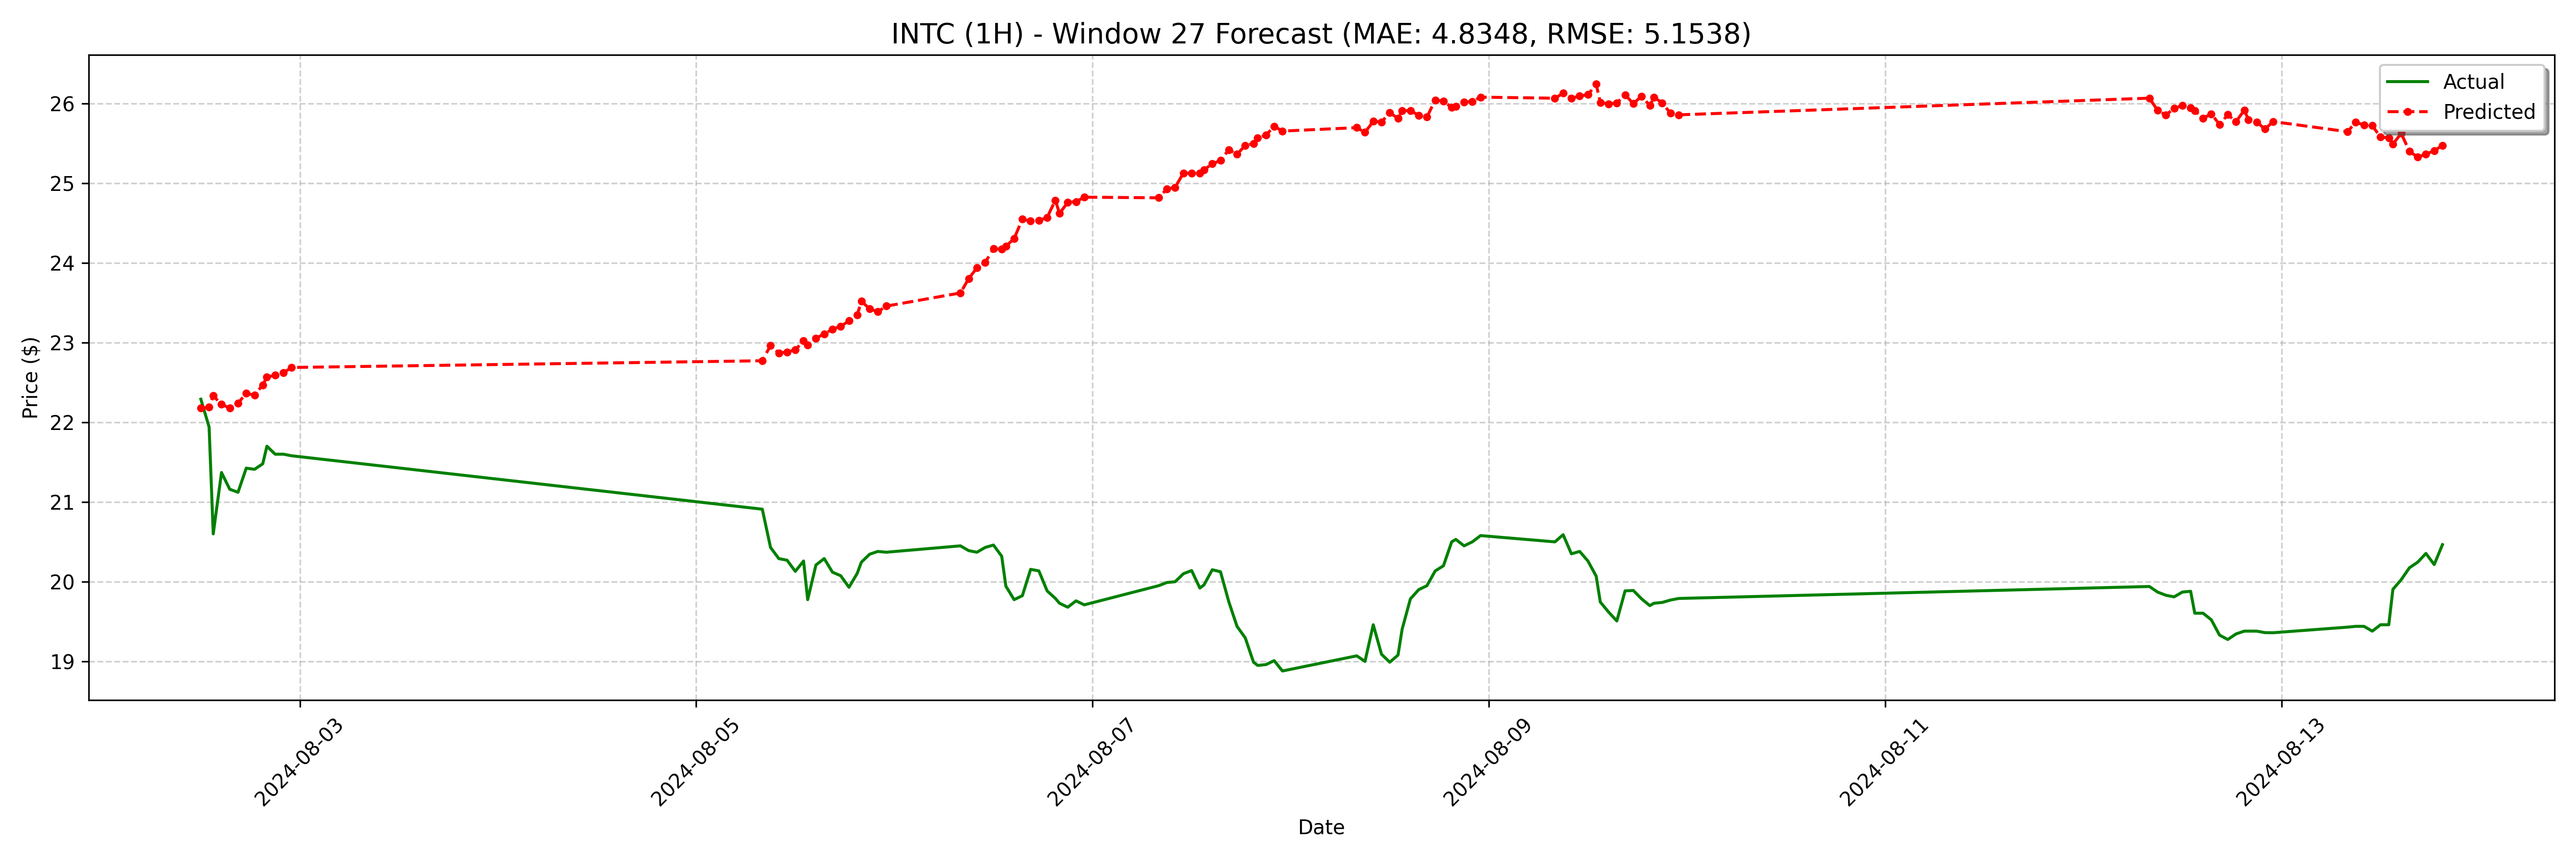 INTC (1H) - Window 27 Forecast (MAE: 4.8348, RMSE: 5.1538)
Actual
Predicted
Price ($)
26
25
24
23
22
21
20
19
2024-08-03
2024-08-05
2024-08-07
2024-08-09
2024-08-11
2024-08-13
Date